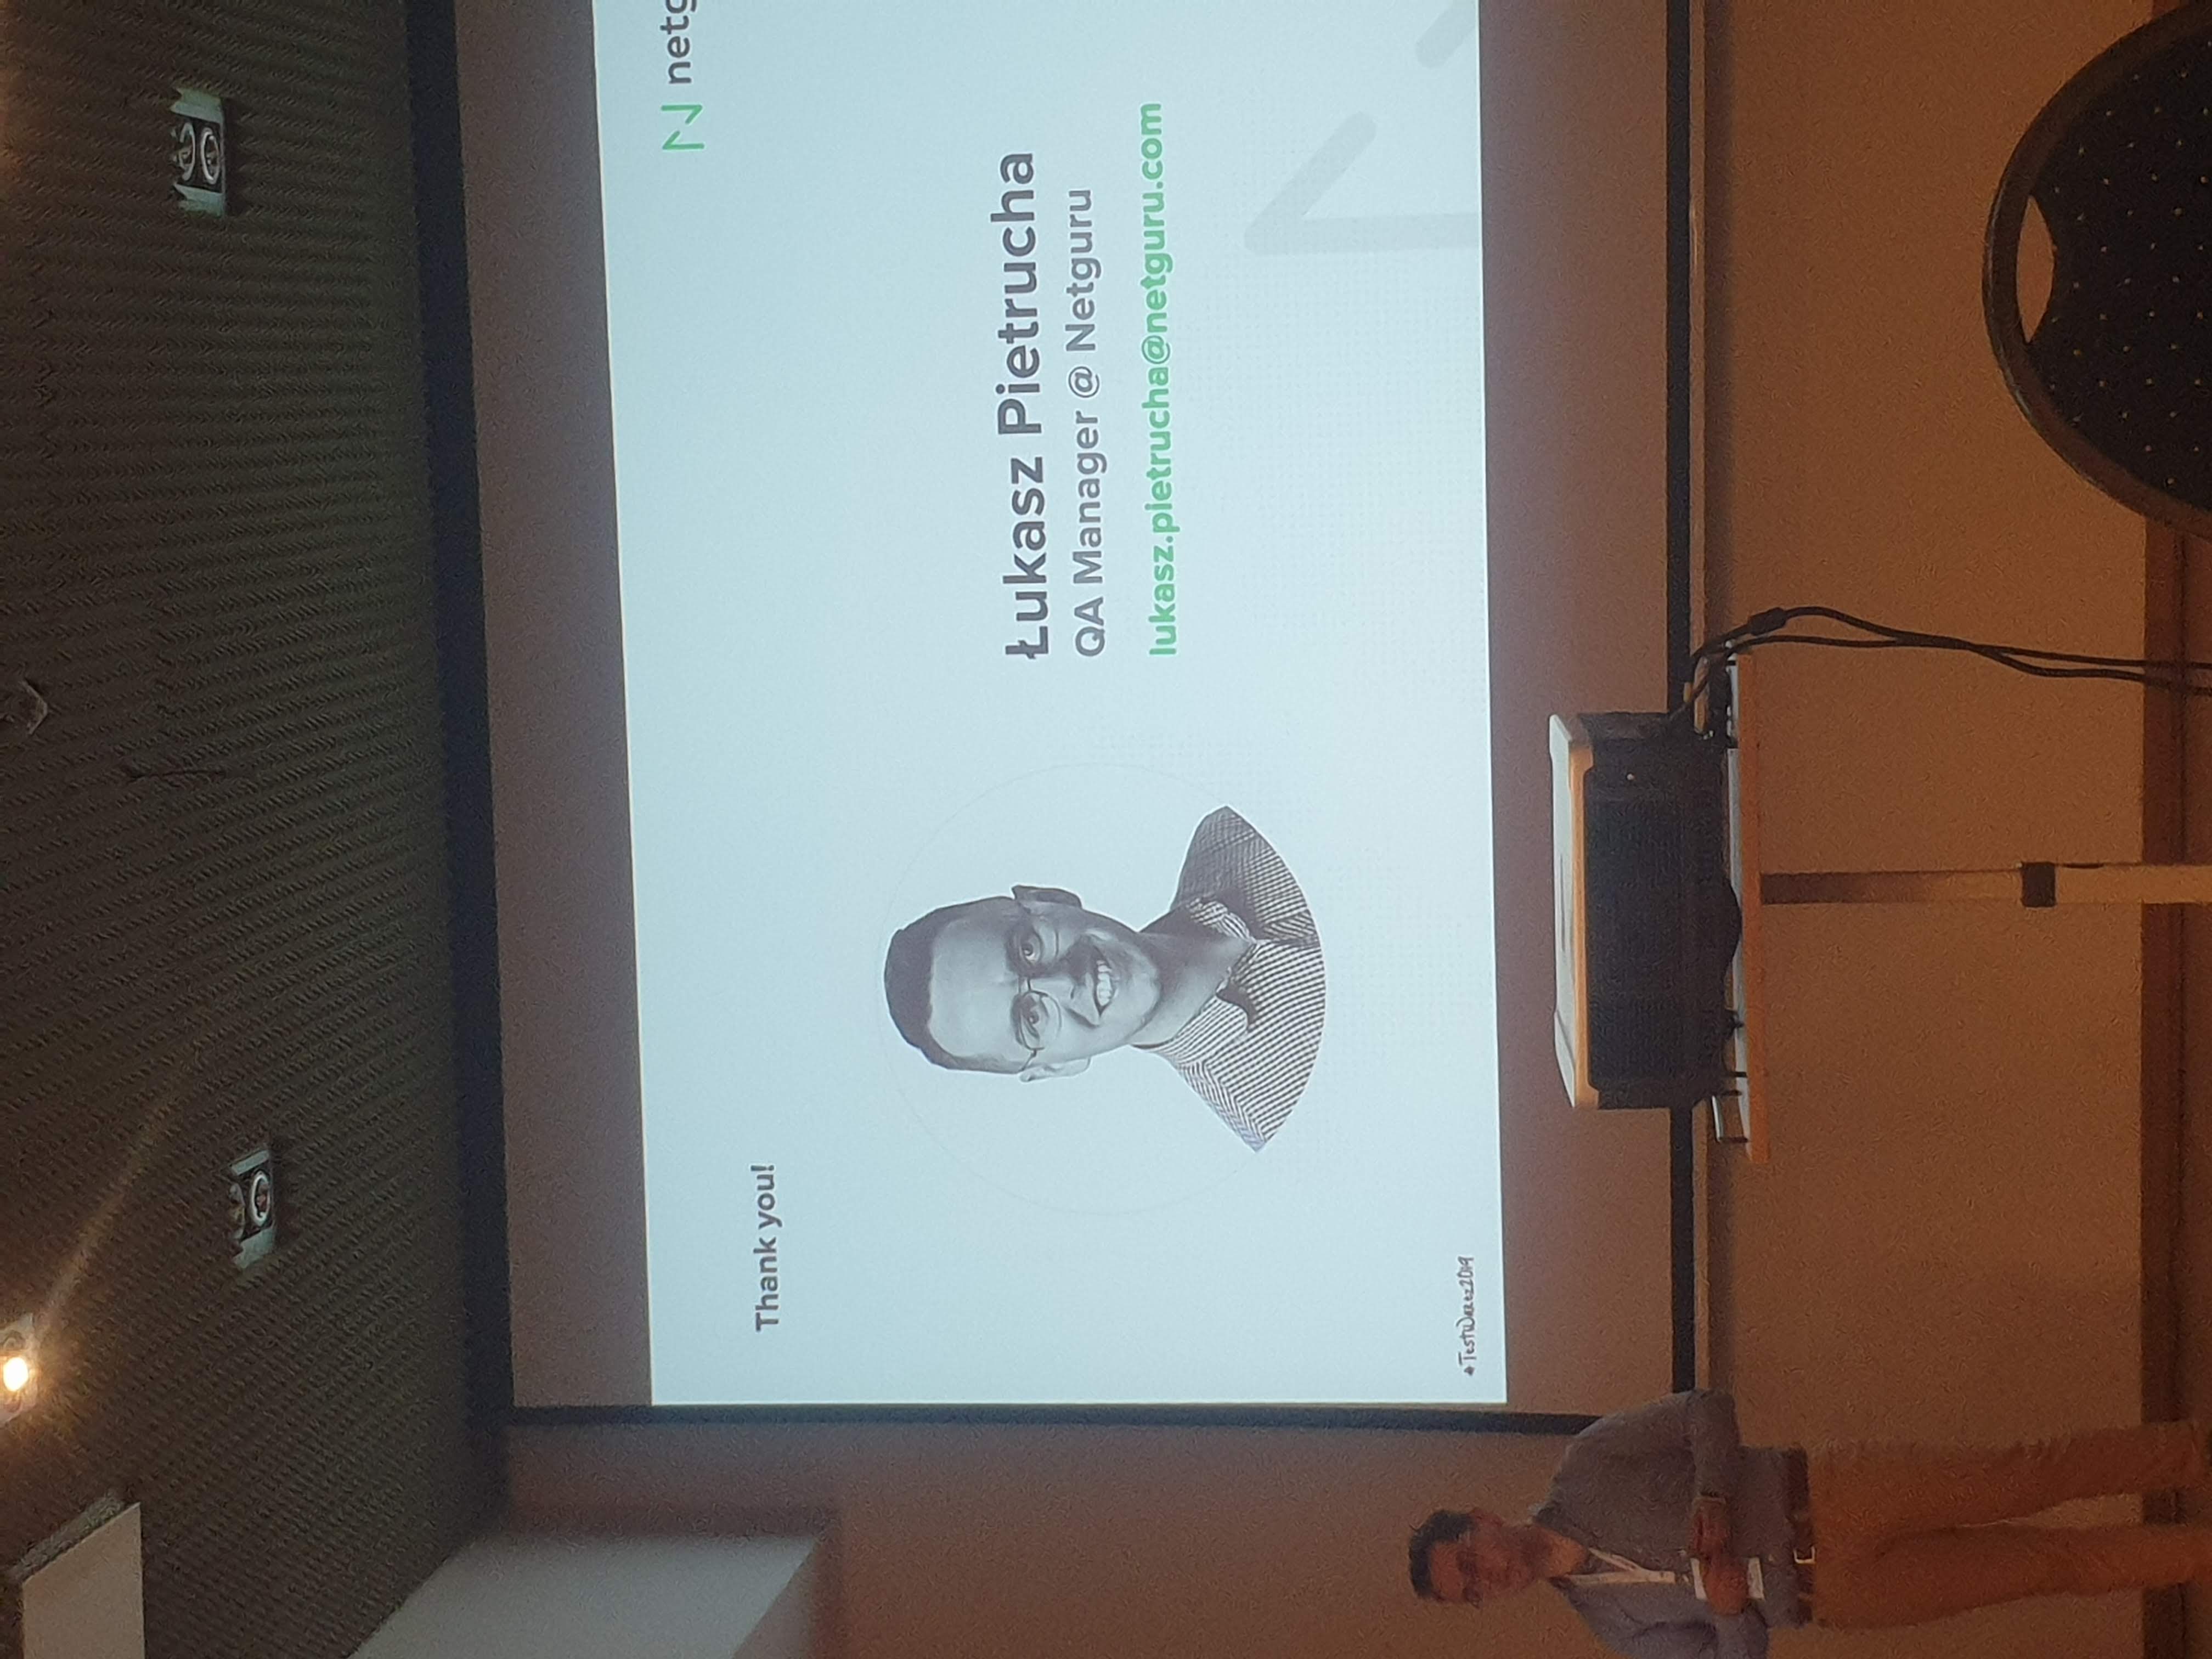 netg
Thank you!
Łukasz Pietrucha
QA Manager @ Netguru
lukasz.pietrucha@netguru.com
#TestWarez2019